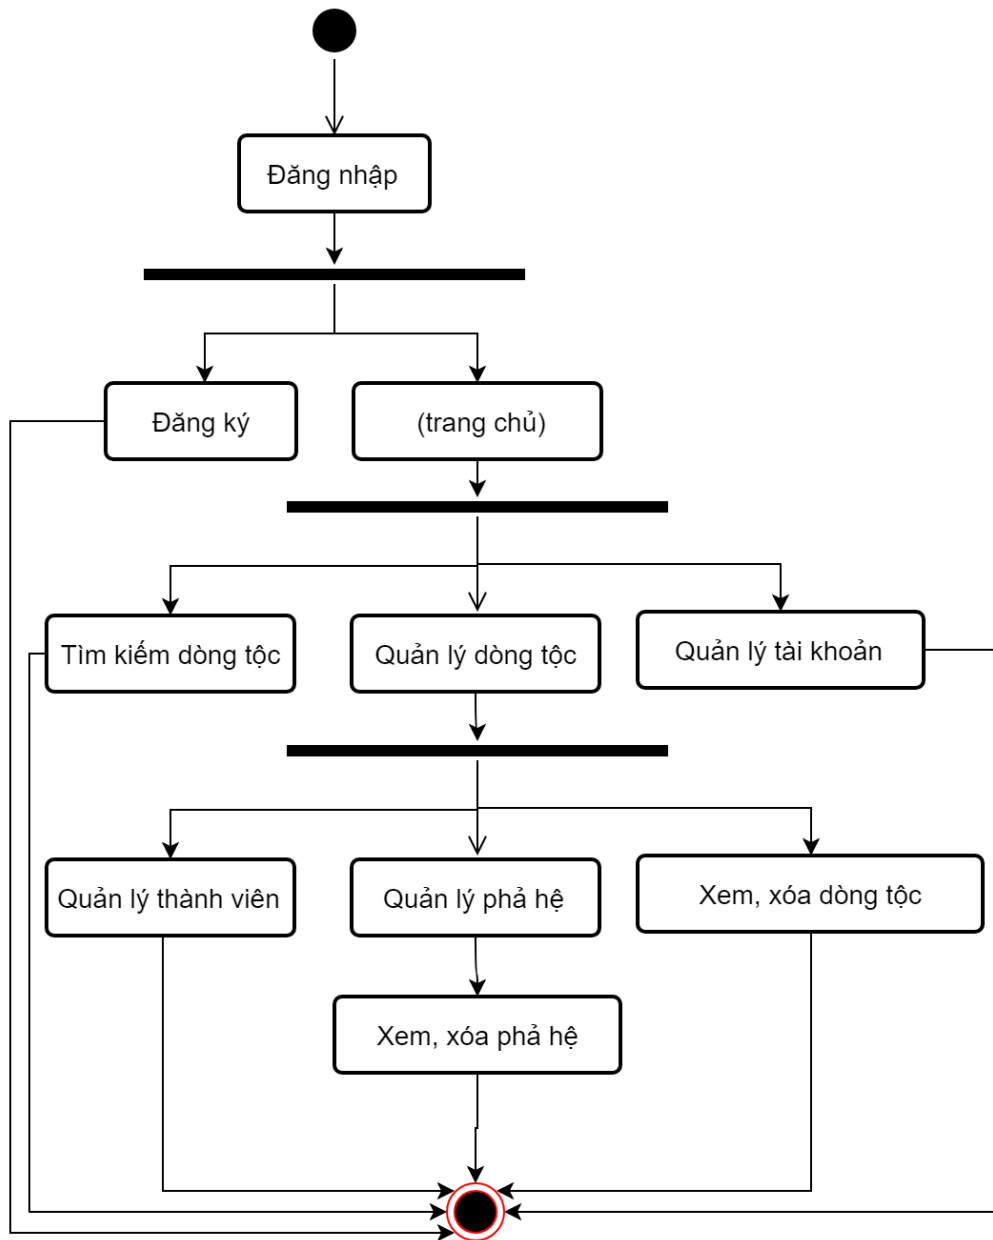 Đăng nhập
Đăng ký
(trang chủ)
Tìm kiếm dòng tộc
Quản lý dòng tộc
Quản lý tài khoản
Quản lý thành viên
Quản lý phả hệ
Xem, xóa dòng tộc
Xem, xóa phả hệ